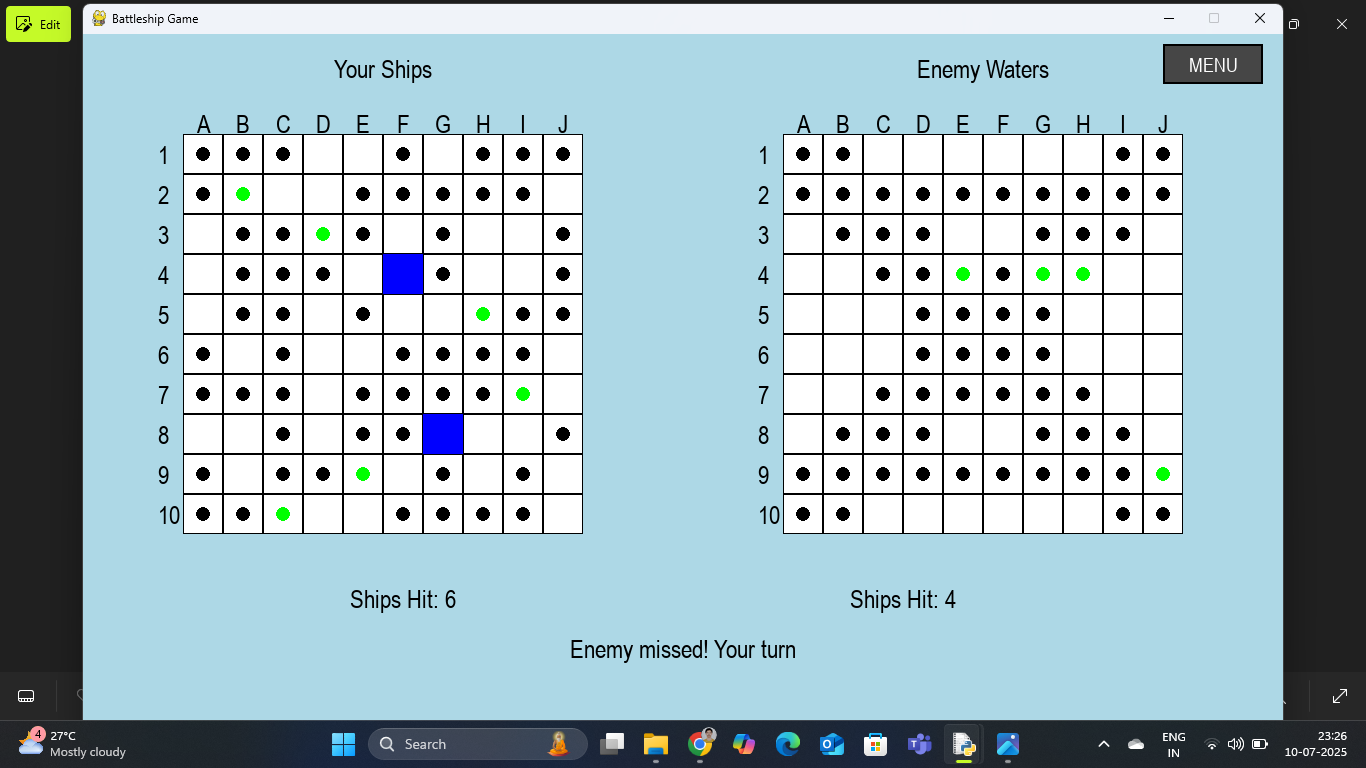 Edit
Battleship Game
Your Ships
Enemy Waters
MENU
A B C D E F G H I J
A B C D E F G H I J
1
2
3
4
5
6
7
8
9
10
1
2
3
4
5
6
7
8
9
10
Ships Hit: 6
Ships Hit: 4
Enemy missed! Your turn
4
27°C
Mostly cloudy
Search
ENG
IN
23:26
10-07-2025